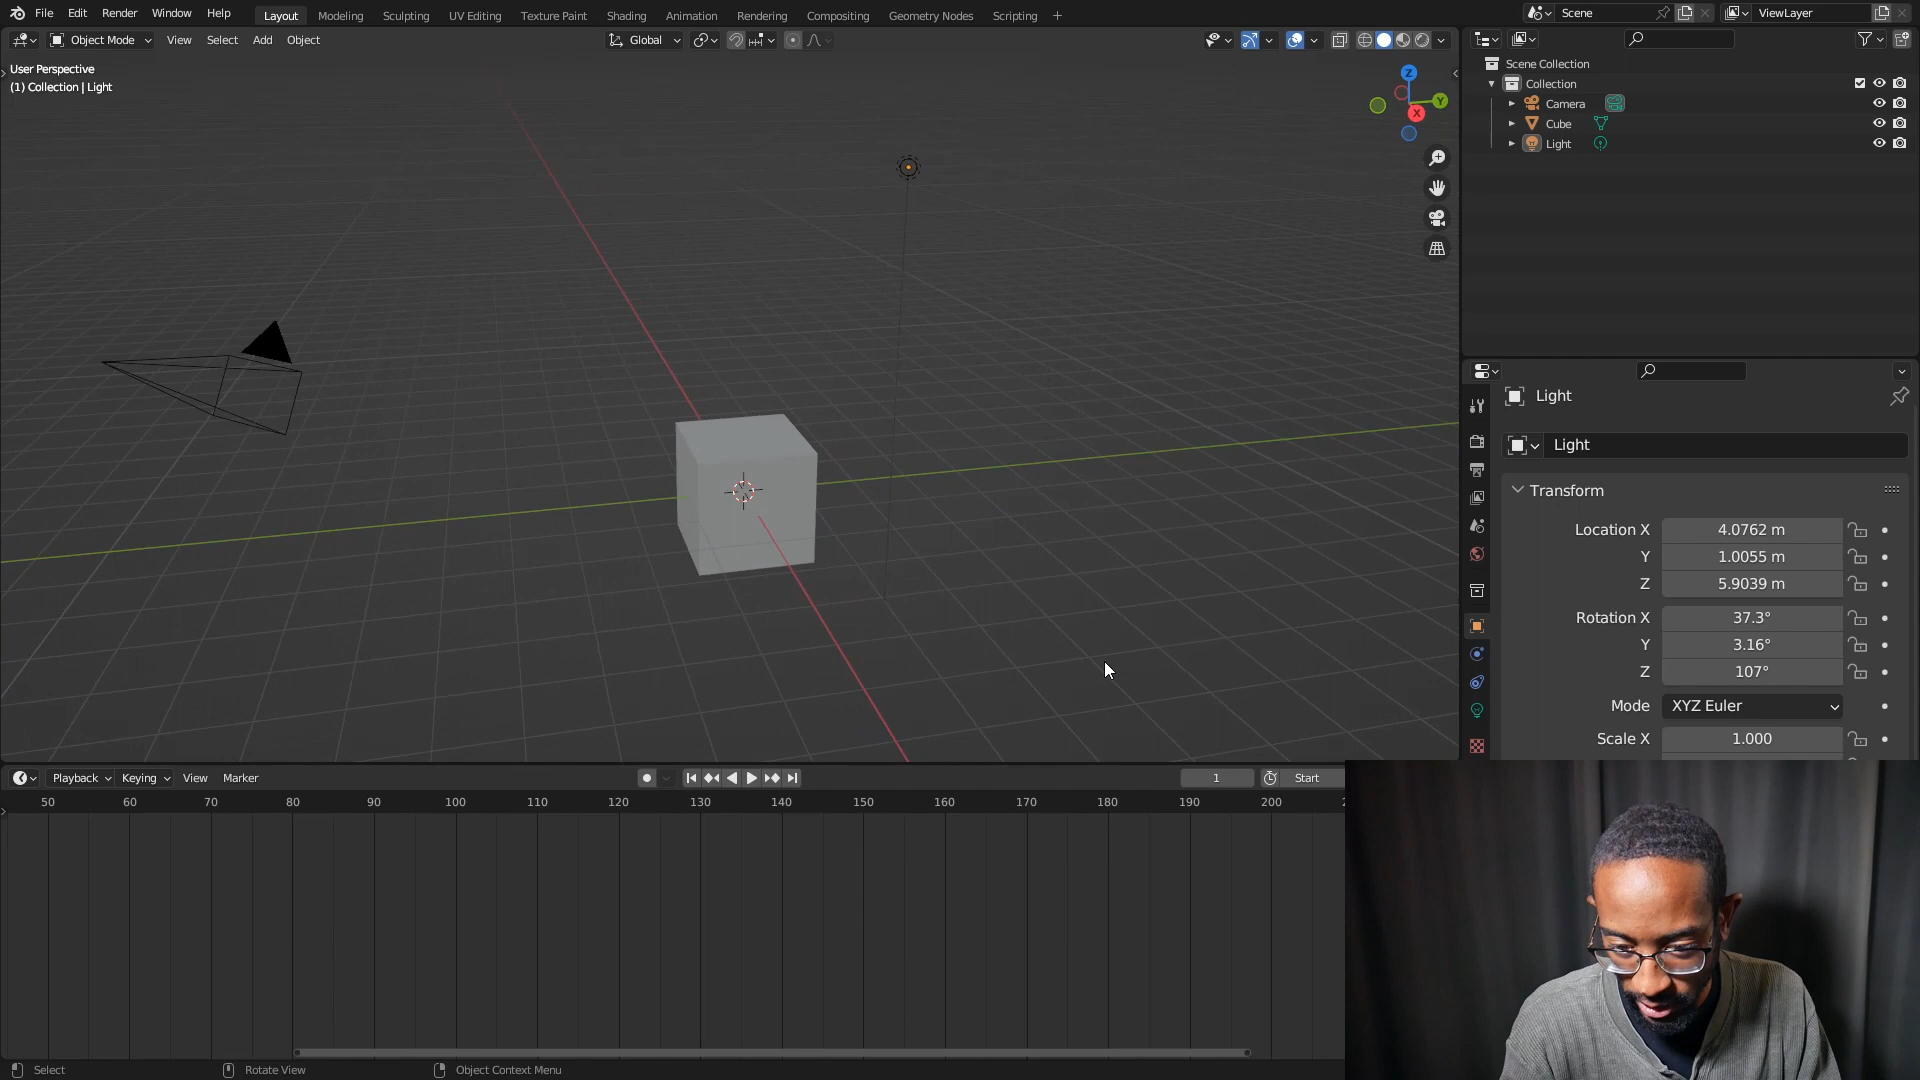 File Edit Render Window Help Layout Modeling Sculpting UV Editing Texture Paint Shading Animation Rendering Compositing Geometry Nodes Scripting + Scene ViewLayer
Object Mode View Select Add Object Global
User Perspective
(1) Collection | Light
Z
Y
X
Scene Collection
Collection
Camera
Cube
Light
Light
Light
Transform
Location X 4.0762 m
Y 1.0055 m
Z 5.9039 m
Rotation X 37.3°
Y 3.16°
Z 107°
Mode XYZ Euler
Scale X 1.000
Playback Keying View Marker 1 Start
50 60 70 80 90 100 110 120 130 140 150 160 170 180 190 200
Select Rotate View Object Context Menu